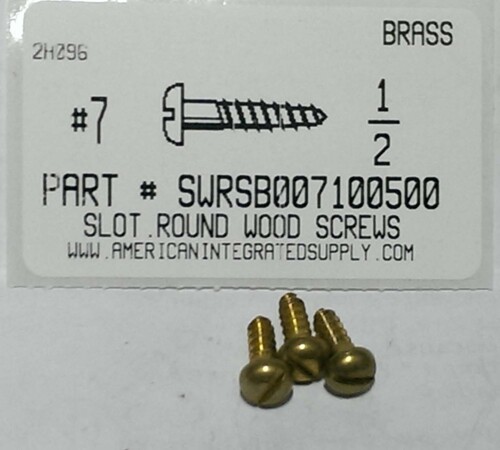 BRASS
2H096
#7
1
2
PART # SWRSB007100500
SLOT.ROUND WOOD SCREWS
WWW.AMERICANINTEGRATEDSUPPLY.COM